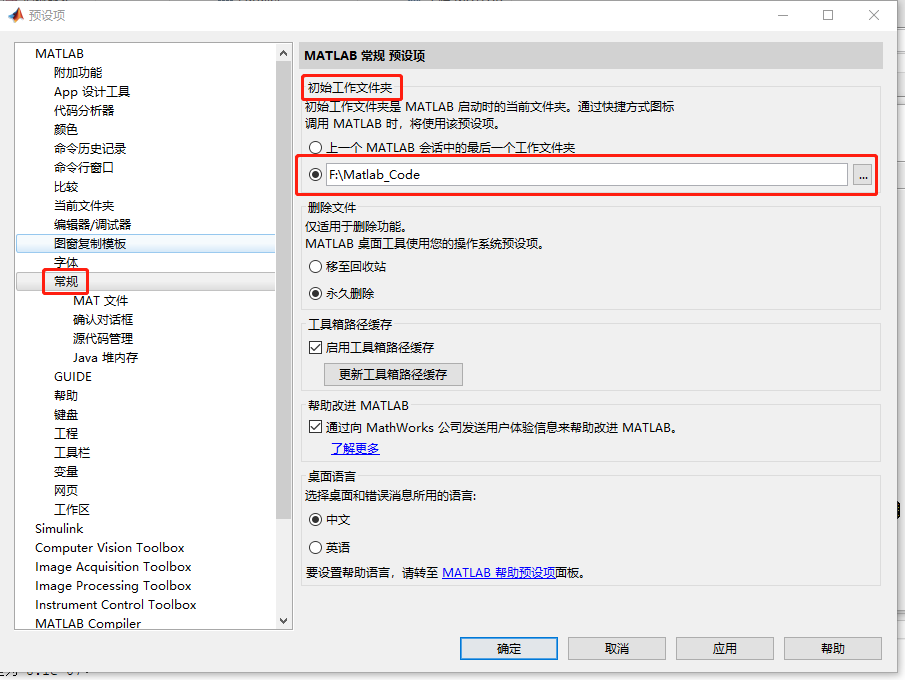 预设项
MATLAB
附加功能
App 设计工具
代码分析器
颜色
命令历史记录
命令行窗口
比较
当前文件夹
编辑器/调试器
图窗复制模板
字体
常规
MAT 文件
确认对话框
源代码管理
Java 堆内存
GUIDE
帮助
键盘
工程
工具栏
变量
网页
工作区
Simulink
Computer Vision Toolbox
Image Acquisition Toolbox
Image Processing Toolbox
Instrument Control Toolbox
MATLAB Compiler
MATLAB 常规 预设项
初始工作文件夹
初始工作文件夹是 MATLAB 启动时的当前文件夹。通过快捷方式图标
调用 MATLAB 时，将使用该预设项。
上一个 MATLAB 会话中的最后一个工作文件夹
F:\Matlab_Code
...
删除文件
仅适用于删除功能。
MATLAB 桌面工具使用您的操作系统预设项。
移至回收站
永久删除
工具箱路径缓存
启用工具箱路径缓存
更新工具箱路径缓存
帮助改进 MATLAB
通过向 MathWorks 公司发送用户体验信息来帮助改进 MATLAB。
了解更多
桌面语言
选择桌面和错误消息所用的语言:
中文
英语
要设置帮助语言，请转至 MATLAB 帮助预设项面板。
确定
取消
应用
帮助